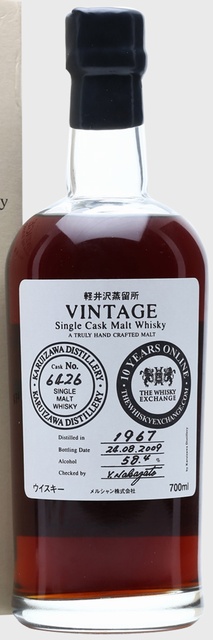 y
軽井沢蒸留所
VINTAGE
Single Cask Malt Whisky
A TRULY HAND CRAFTED MALT
KARUIZAWA DISTILLERY
Cask No.
6426
SINGLE
MALT
WHISKY
KARUIZAWA DISTILLERY
10 YEARS ONLINE
THE WHISKY
EXCHANGE
THEWHISKYEXCHANGE.COM
Distilled in 1967
Bottling Date 26.08.2009
Alcohol 58.4 %
Checked by Y.Nakazato
ウイスキー
メルシャン株式会社
700ml